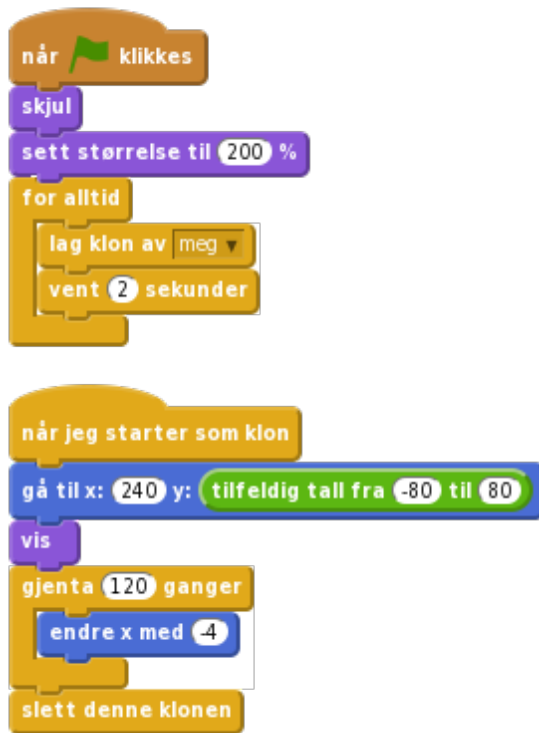 når klikkes
skjul
sett størrelse til 200 %
for alltid
lag klon av meg
vent 2 sekunder
når jeg starter som klon
gå til x: 240 y: tilfeldig tall fra -80 til 80
vis
gjenta 120 ganger
endre x med -4
slett denne klonen